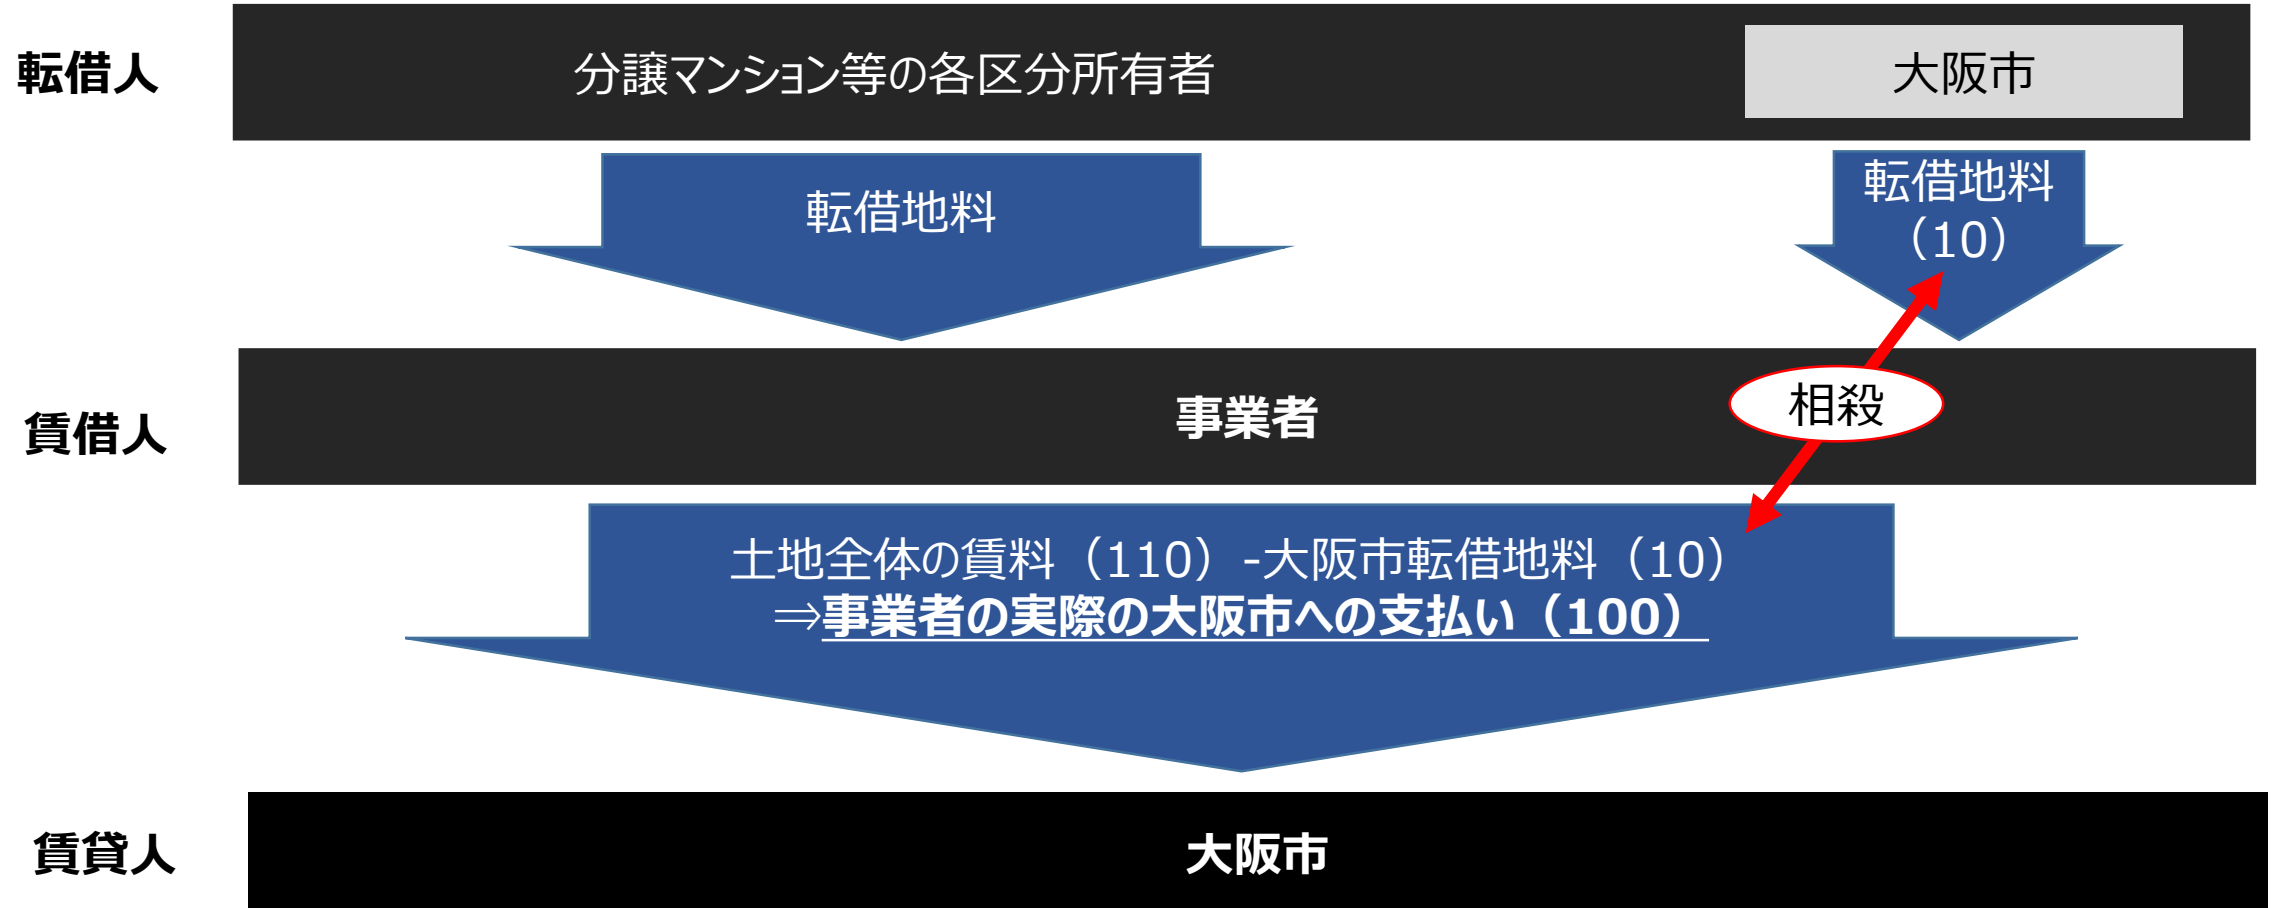 転借人
分譲マンション等の各区分所有者
大阪市
転借地料
転借地料
（10）
賃借人
事業者
相殺
土地全体の賃料（110）-大阪市転借地料（10）
⇒事業者の実際の大阪市への支払い（100）
賃貸人
大阪市